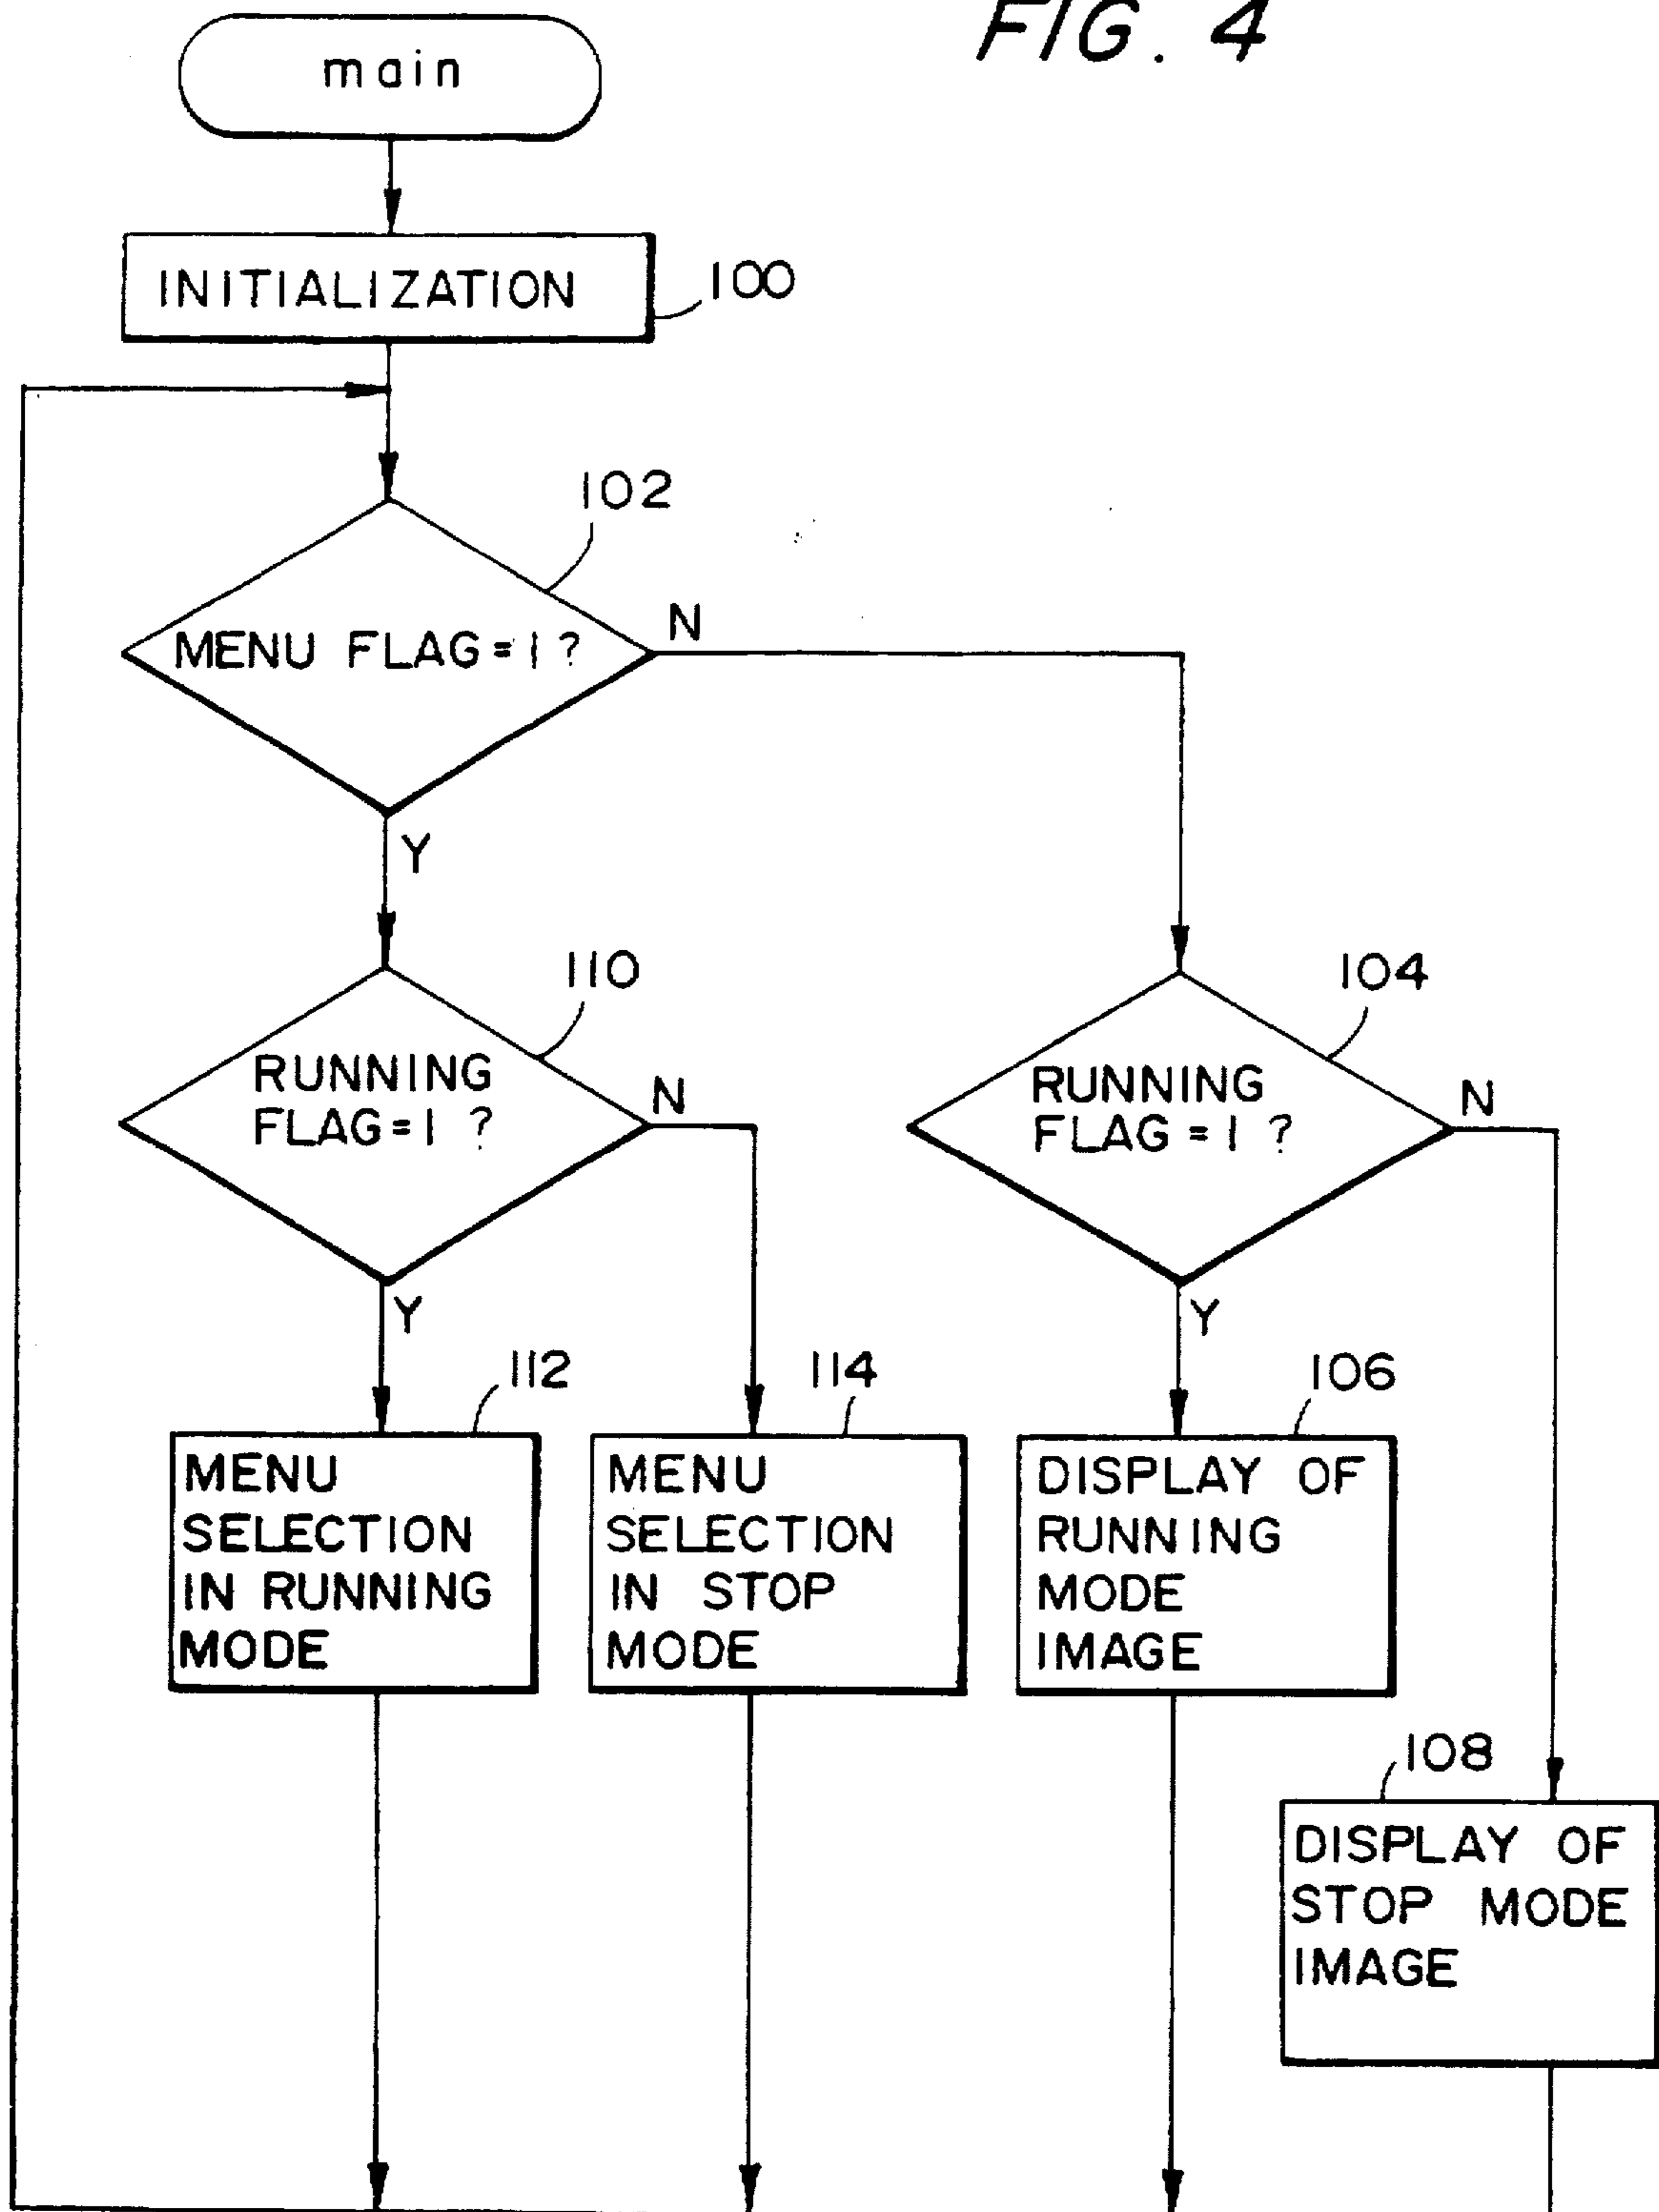 FIG. 4
main
INITIALIZATION
100
102
MENU FLAG=1?
N
Y
110
RUNNING
FLAG=1 ?
N
Y
104
RUNNING
FLAG=1?
N
Y
112
MENU
SELECTION
IN RUNNING
MODE
114
MENU
SELECTION
IN STOP
MODE
106
DISPLAY OF
RUNNING
MODE
IMAGE
108
DISPLAY OF
STOP MODE
IMAGE